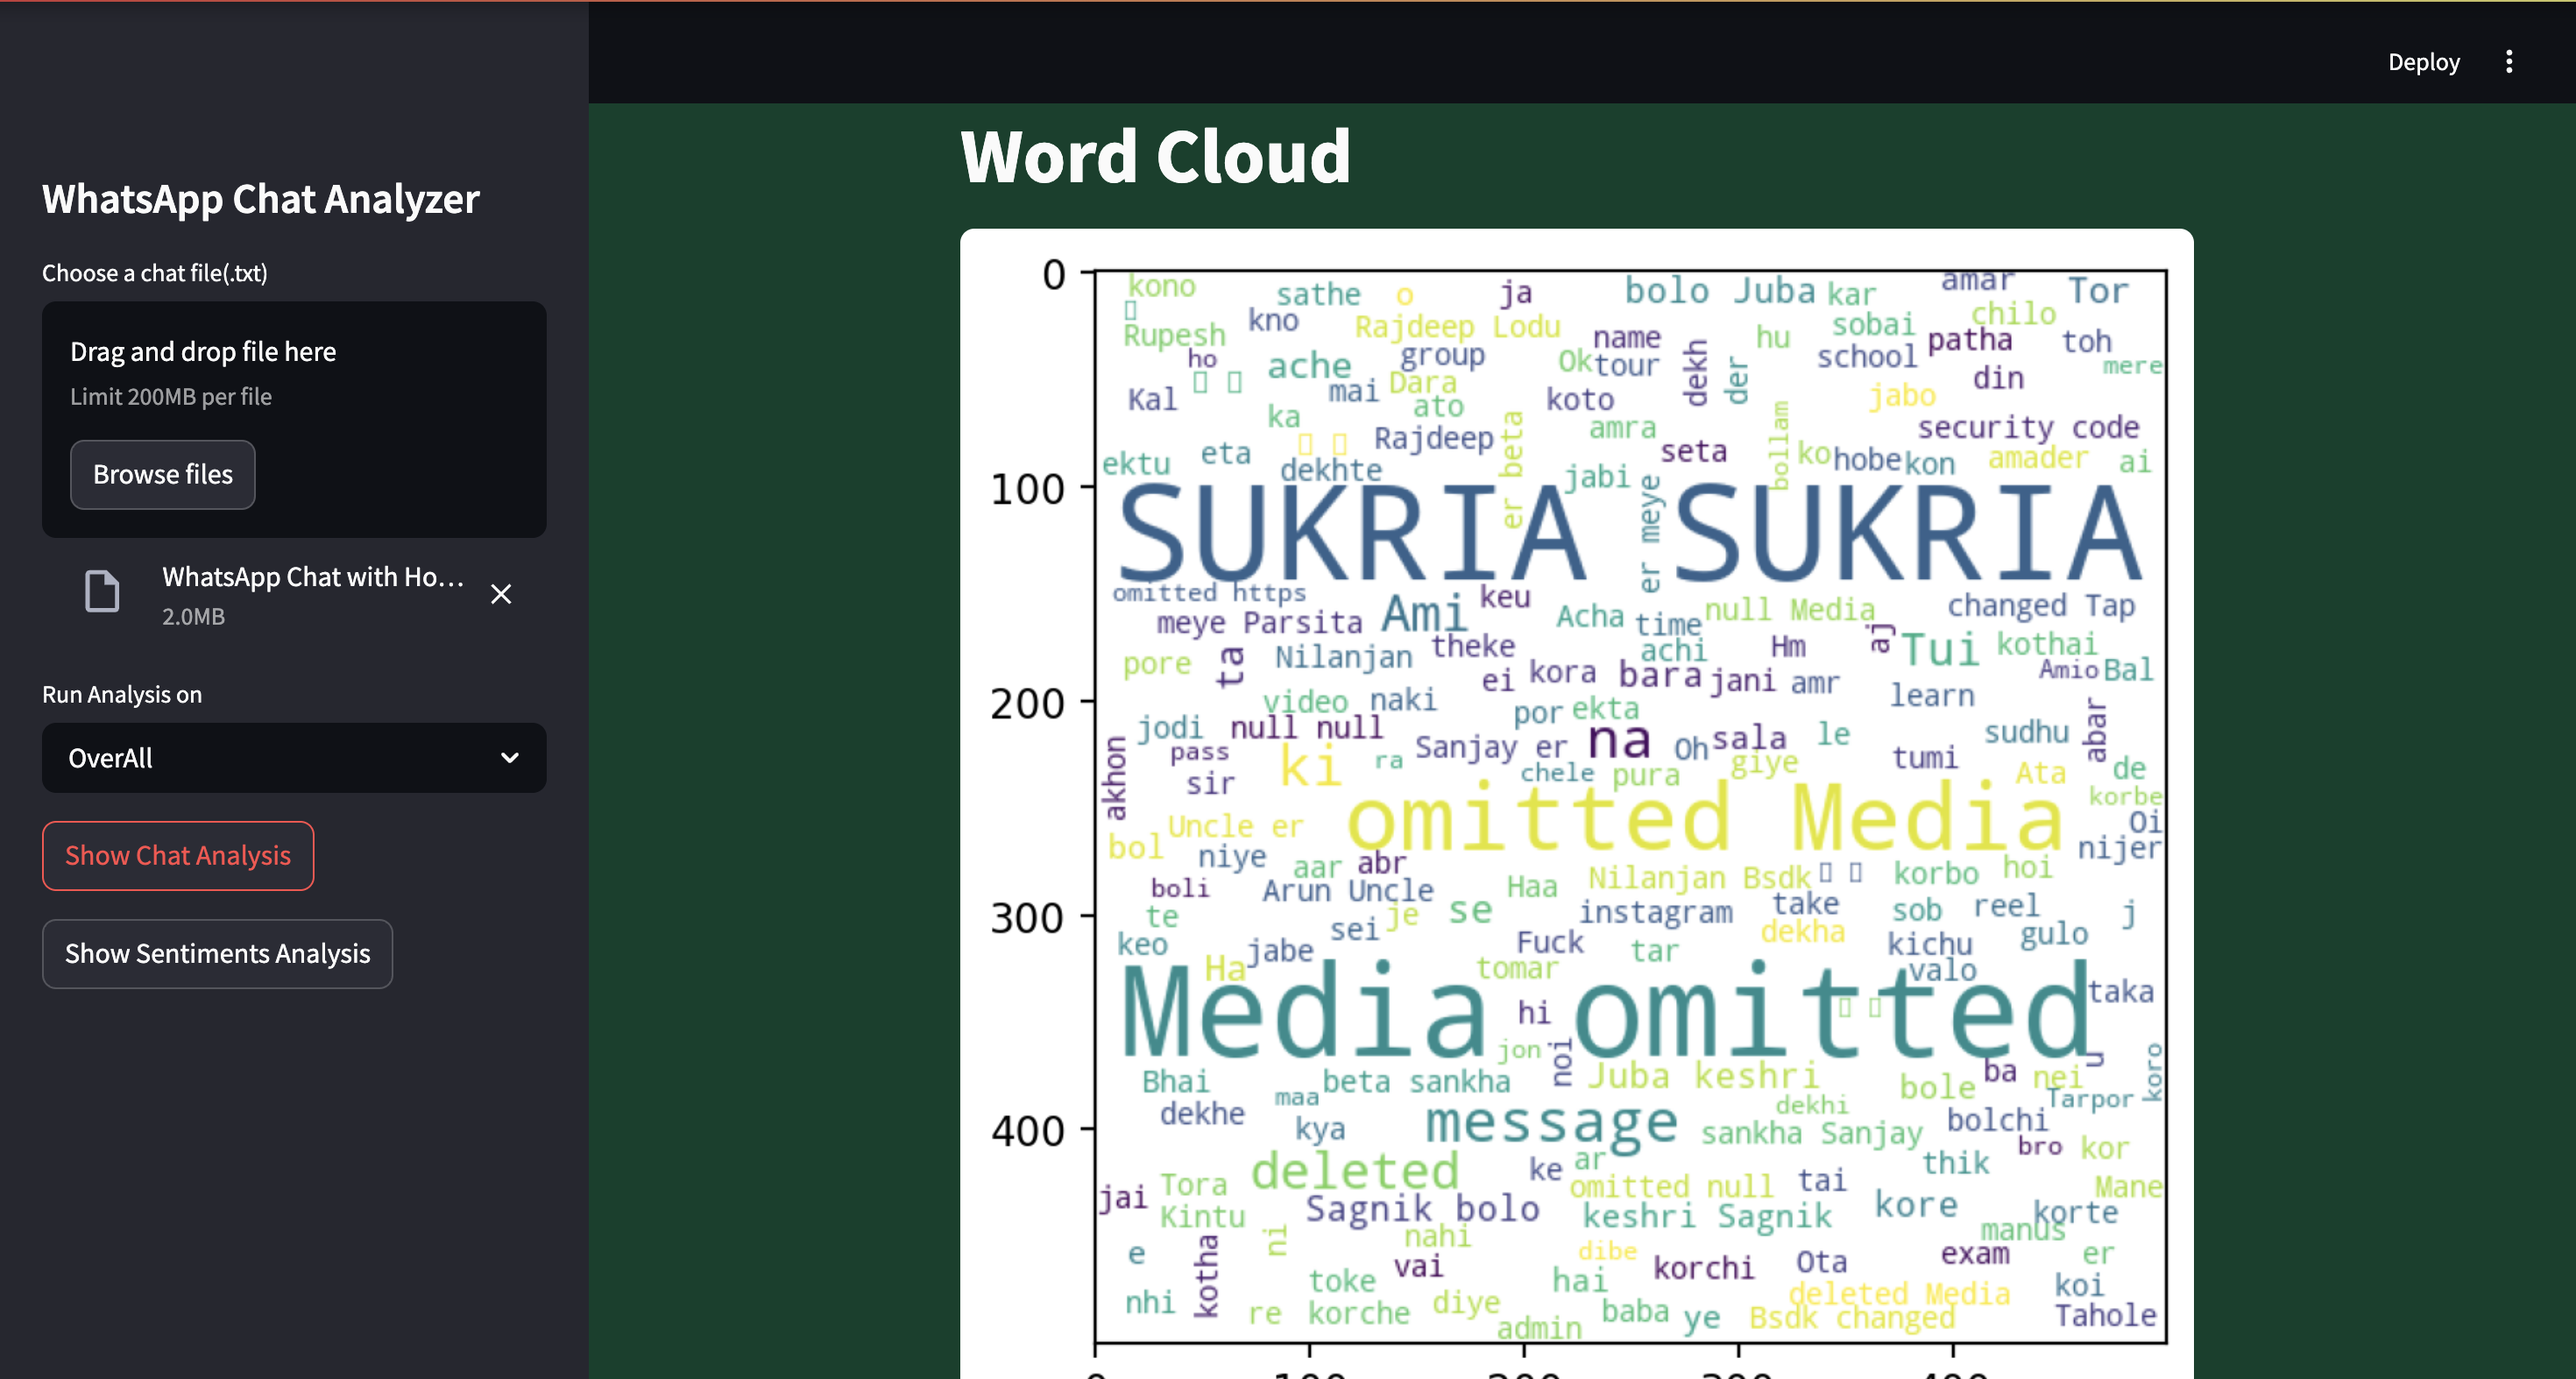 Deploy
WhatsApp Chat Analyzer
Choose a chat file(.txt)
Drag and drop file here
Limit 200MB per file
Browse files
WhatsApp Chat with Ho...
2.0MB
Run Analysis on
OverAll
Show Chat Analysis
Show Sentiments Analysis
Word Cloud
0
kono sathe o ja bolo Juba kar amar Tor
Rupesh kno Rajdeep Lodu name hu sobai chilo patha toh
ho ache group Ok tour dekh der school din mere
Kal mai Dara koto jabo
ka ato amra bollam security code
ektu eta dekhte Rajdeep er beta jabi seta ko hobe kon amader ai
100
SUKRIA er meye SUKRIA
omitted https keu null Media changed Tap
meye Parsita Ami Acha time aj
pore ta Nilanjan theke achi Hm Tui kothai
ei kora bara jani amr Amio Bal
200
video naki learn
jodi null null por ekta sudhu abar
akhon pass Sanjay er na Oh sala le tumi
sir ki ra chele pura giye Ata de
omitted Media korbe
bol Uncle er Oi
niye aar abr nijer
boli Arun Uncle Haa Nilanjan Bsdk korbo hoi
300
te je se instagram take sob reel j
keo jabe sei Fuck tar dekha kichu gulo
Ha tomar valo
Media omitted taka
hi
jon noi u koro
Bhai beta sankha Juba keshri bole ba nei
dekhe maa dekhi Tarpor
400
kya message sankha Sanjay bolchi
deleted ke ar thik bro kor
jai Tora omitted null tai Mane
Kintu Sagnik bolo keshri Sagnik kore korte
e kotha ni nahi dibe manus
vai korchi Ota exam er
nhi toke hai deleted Media koi
re korche diye admin baba ye Bsdk changed Tahole
0 100 200 300 400